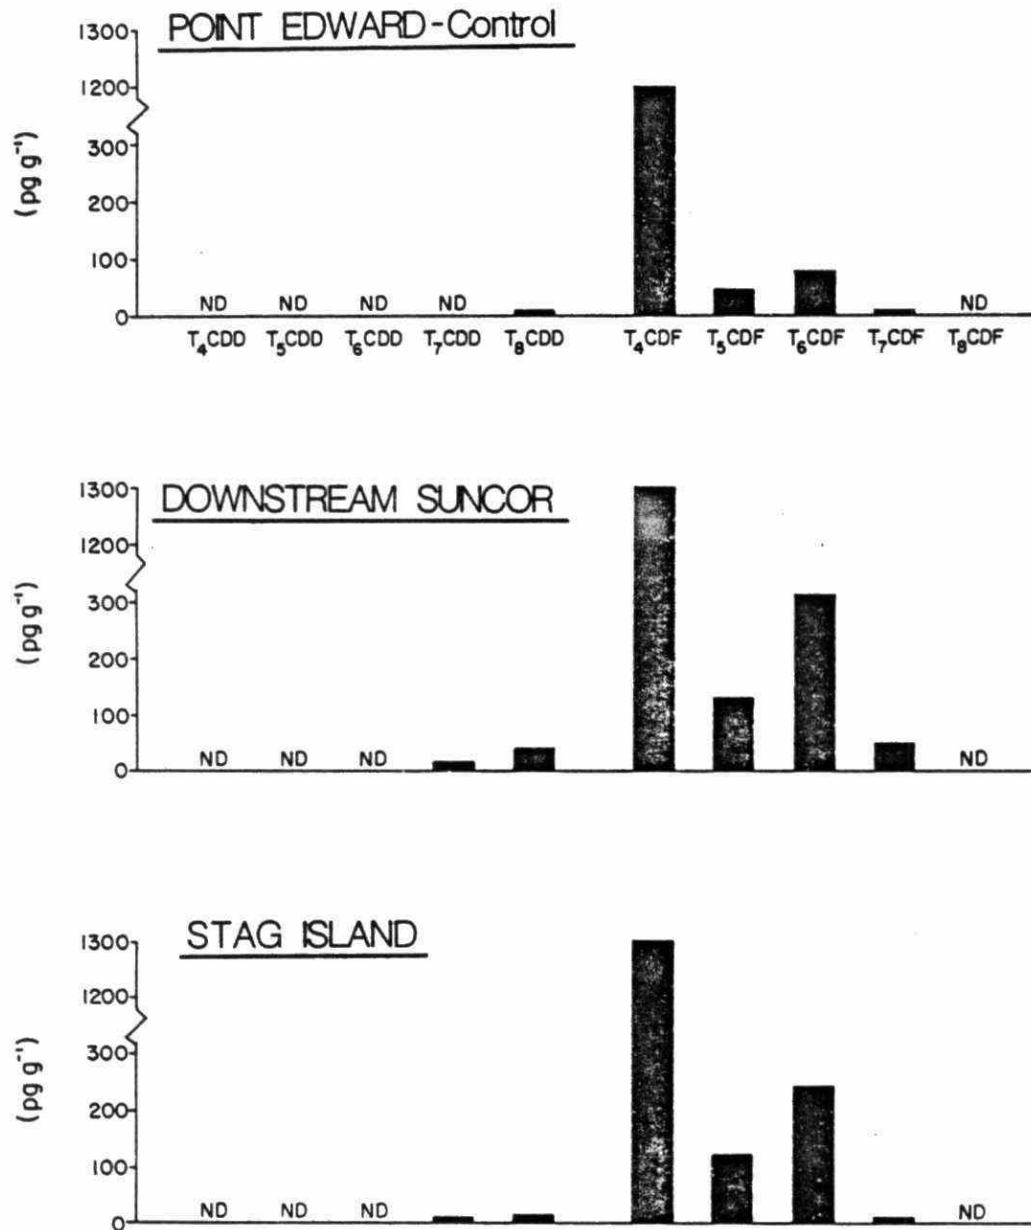 POINT EDWARD-Control
(pg g⁻¹)
1300
1200
300
200
100
0
ND ND ND ND ND
T₄CDD T₅CDD T₆CDD T₇CDD T₈CDD T₄CDF T₅CDF T₆CDF T₇CDF T₈CDF
DOWNSTREAM SUNCOR
(pg g⁻¹)
1300
1200
300
200
100
0
ND ND ND ND
STAG ISLAND
(pg g⁻¹)
1300
1200
300
200
100
0
ND ND ND ND